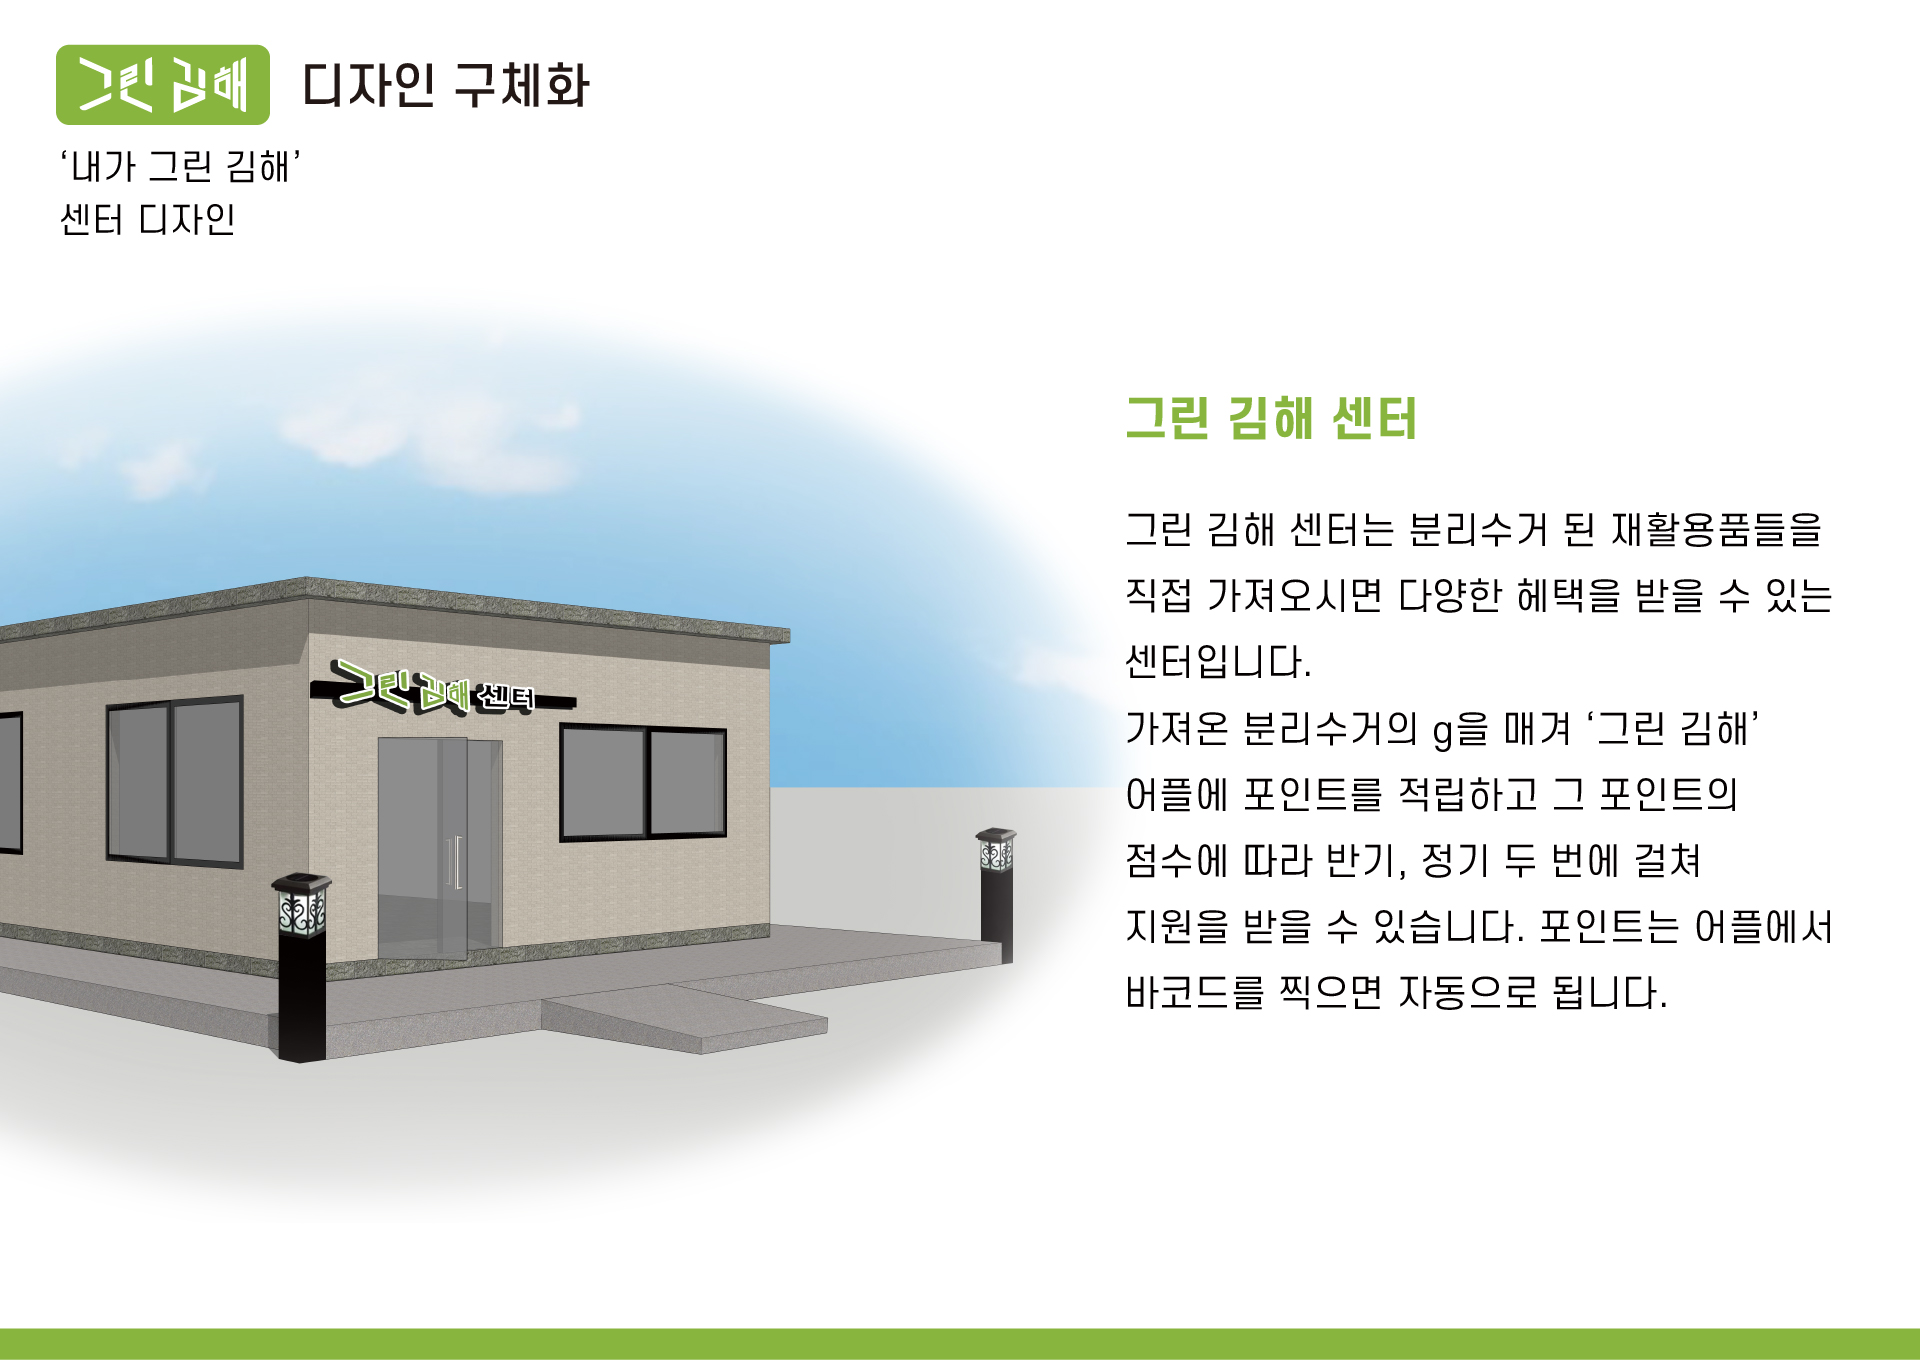 그린 김해 디자인 구체화
‘내가 그린 김해’
센터 디자인
그린 김해 센터
그린 김해 센터
그린 김해 센터는 분리수거 된 재활용품들을
직접 가져오시면 다양한 혜택을 받을 수 있는
센터입니다.
가져온 분리수거의 g을 매겨 ‘그린 김해’
어플에 포인트를 적립하고 그 포인트의
점수에 따라 반기, 정기 두 번에 걸쳐
지원을 받을 수 있습니다. 포인트는 어플에서
바코드를 찍으면 자동으로 됩니다.